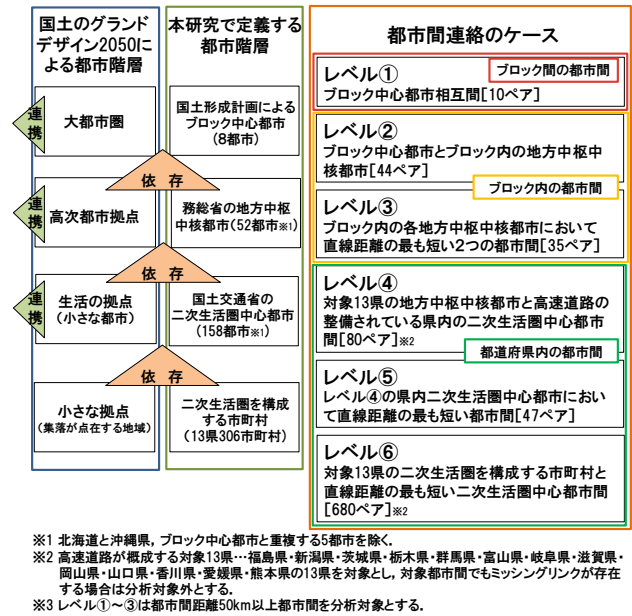 国土のグランド
デザイン2050に
よる都市階層
連携
大都市圏
依 存
連携
高次都市拠点
依 存
連携
生活の拠点
(小さな都市)
依 存
小さな拠点
(集落が点在する地域)
本研究で定義する
都市階層
国土形成計画による
ブロック中心都市
(8都市)
務総省の地方中枢
中核都市(52都市※1)
国土交通省の
二次生活圏中心都市
(158都市※1)
二次生活圏を構成
する市町村
(13県306市町村)
都市間連絡のケース
レベル①
ブロック間の都市間
ブロック中心都市相互間[10ペア]
レベル②
ブロック中心都市とブロック内の地方中枢中
核都市[44ペア]
ブロック内の都市間
レベル③
ブロック内の各地方中枢中核都市において
直線距離の最も短い2つの都市間[35ペア]
レベル④
対象13県の地方中枢中核都市と高速道路の
整備されている県内の二次生活圏中心都市
間[80ペア]※2
都道府県内の都市間
レベル⑤
レベル④の県内二次生活圏中心都市におい
て直線距離の最も短い都市間[47ペア]
レベル⑥
対象13県の二次生活圏を構成する市町村と
直線距離の最も短い二次生活圏中心都市間
[680ペア]※2
※1 北海道と沖縄県，ブロック中心都市と重複する5都市を除く．
※2 高速道路が概成する対象13県…福島県・新潟県・茨城県・栃木県・群馬県・富山県・岐阜県・滋賀県・
岡山県・山口県・香川県・愛媛県・熊本県の13県を対象とし，対象都市間でもミッシングリンクが存在
する場合は分析対象外とする．
※3 レベル①～③は都市間距離50km以上都市間を分析対象とする．